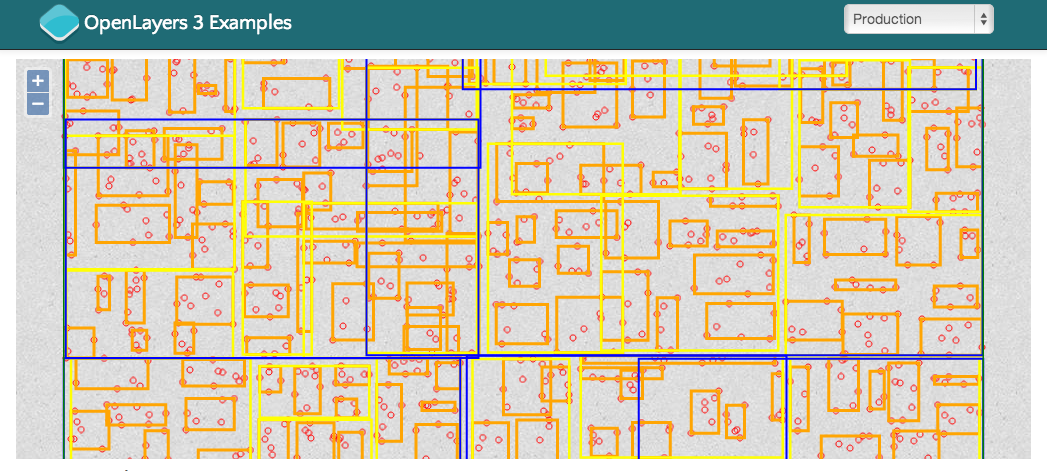 OpenLayers 3 Examples
Production
+
−